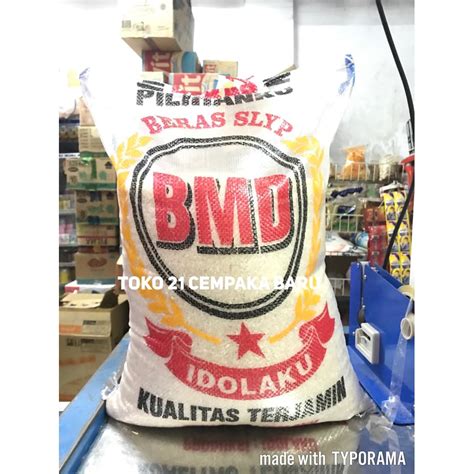 PILIHANKU
BERAS SLYP
BMD
TOKO 21 CEMPAKA BARU
IDOLAKU
KUALITAS TERJAMIN
made with TYPORAMA